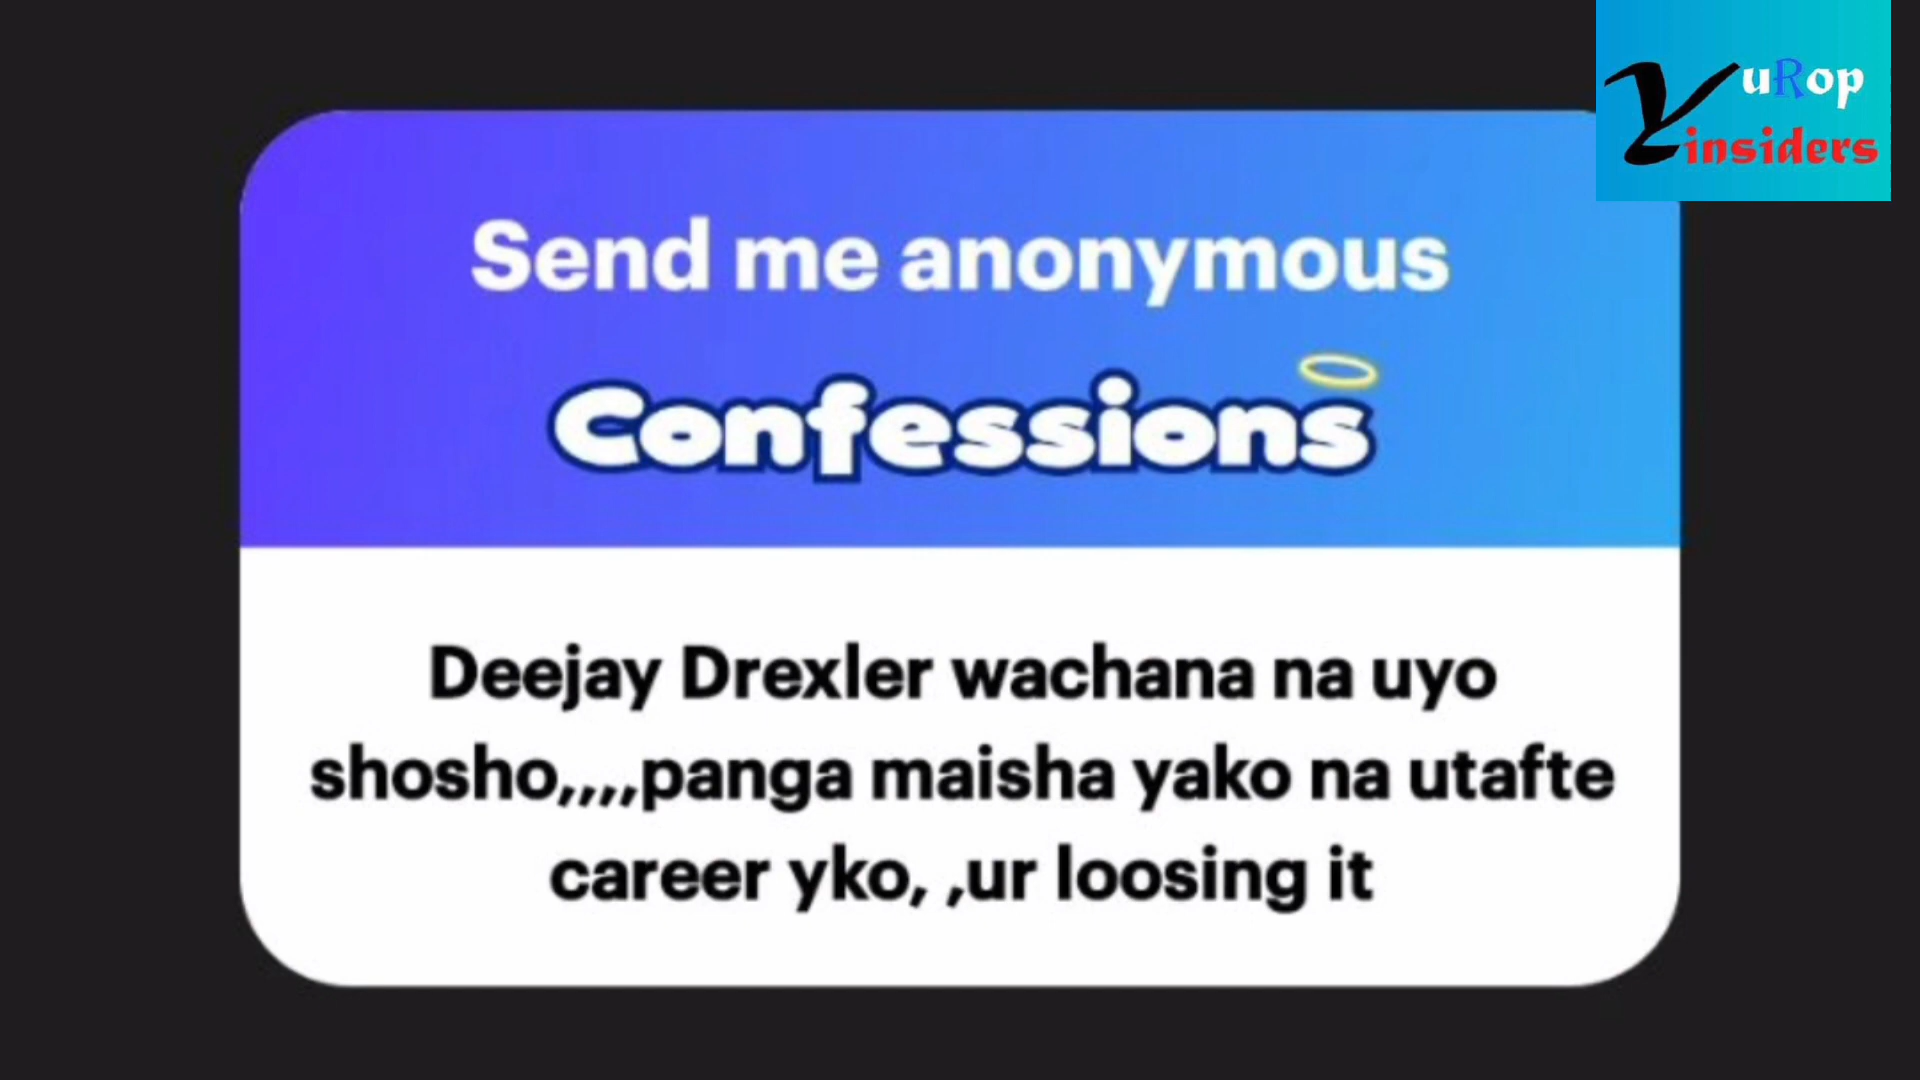 YuRop
insiders
Send me anonymous
Confessions
Deejay Drexler wachana na uyo
shosho,,,,panga maisha yako na utafte
career yko, ,ur loosing it